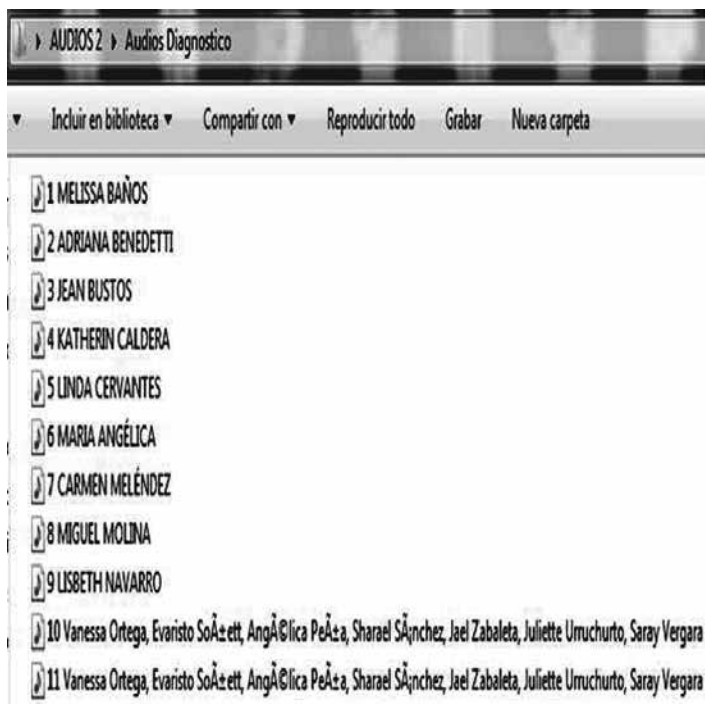 AUDIOS 2 ▸ Audios Diagnostico
Incluir en biblioteca ▼ Compartir con ▼ Reproducir todo Grabar Nueva carpeta
1 MELISSA BAÑOS
2 ADRIANA BENEDETTI
3 JEAN BUSTOS
4 KATHERIN CALDERA
5 LINDA CERVANTES
6 MARIA ANGÉLICA
7 CARMEN MELÉNDEZ
8 MIGUEL MOLINA
9 LISBETH NAVARRO
10 Vanessa Ortega, Evaristo SoÃ±ett, AngÃ©lica PeÃ±a, Sharael SÃ¡nchez, Jael Zabaleta, Juliette Urruchurto, Saray Vergara
11 Vanessa Ortega, Evaristo SoÃ±ett, AngÃ©lica PeÃ±a, Sharael SÃ¡nchez, Jael Zabaleta, Juliette Urruchurto, Saray Vergara